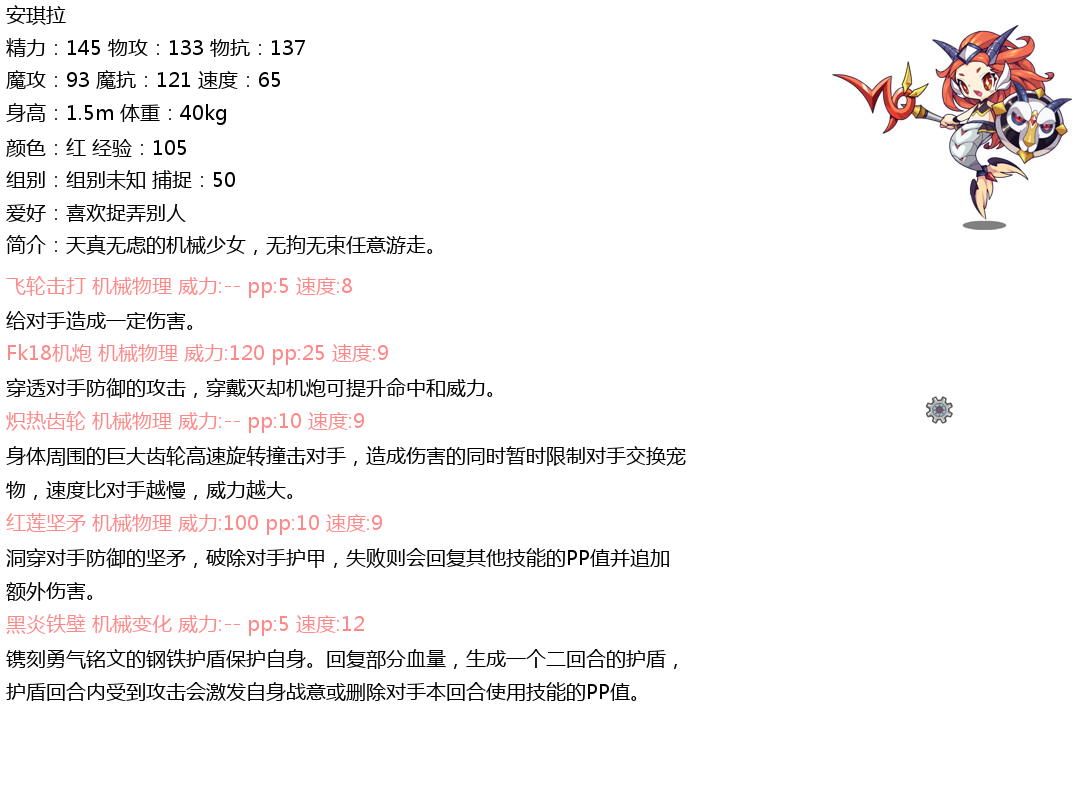 安琪拉
精力：145 物攻：133 物抗：137
魔攻：93 魔抗：121 速度：65
身高：1.5m 体重：40kg
颜色：红 经验：105
组别：组别未知 捕捉：50
爱好：喜欢捉弄别人
简介：天真无虑的机械少女，无拘无束任意游走。
飞轮击打 机械物理 威力:-- pp:5 速度:8
给对手造成一定伤害。
Fk18机炮 机械物理 威力:120 pp:25 速度:9
穿透对手防御的攻击，穿戴灭却机炮可提升命中和威力。
炽热齿轮 机械物理 威力:-- pp:10 速度:9
身体周围的巨大齿轮高速旋转撞击对手，造成伤害的同时暂时限制对手交换宠
物，速度比对手越慢，威力越大。
红莲坚矛 机械物理 威力:100 pp:10 速度:9
洞穿对手防御的坚矛，破除对手护甲，失败则会回复其他技能的PP值并追加
额外伤害。
黑炎铁壁 机械变化 威力:-- pp:5 速度:12
镌刻勇气铭文的钢铁护盾保护自身。回复部分血量，生成一个二回合的护盾，
护盾回合内受到攻击会激发自身战意或删除对手本回合使用技能的PP值。